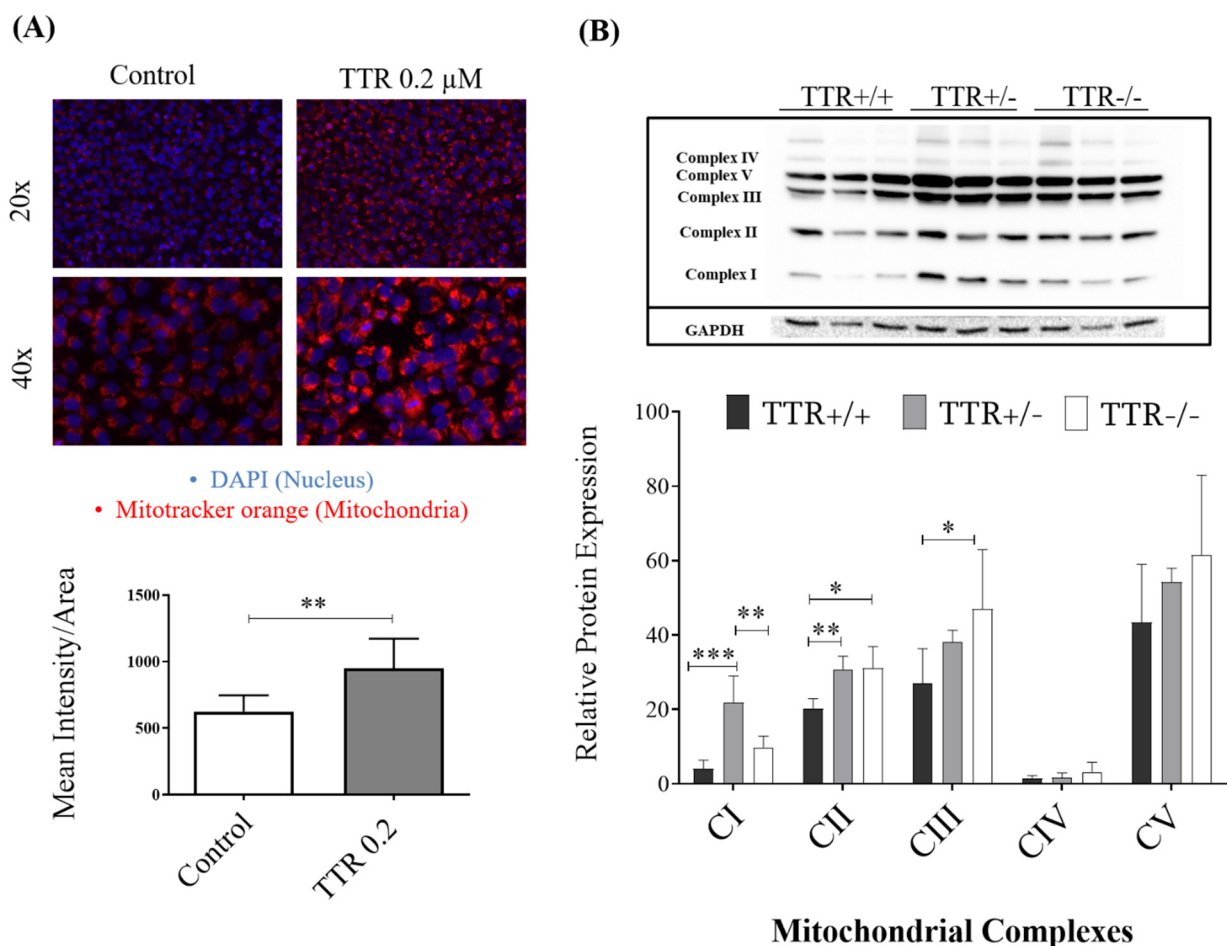 (A)
Control
TTR 0.2 µM
20x
40x
• DAPI (Nucleus)
• Mitotracker orange (Mitochondria)
Mean Intensity/Area
1500
1000
500
0
**
Control
TTR 0.2
(B)
TTR+/+
TTR+/-
TTR-/-
Complex IV
Complex V
Complex III
Complex II
Complex I
GAPDH
Relative Protein Expression
100
80
60
40
20
0
TTR+/+
TTR+/-
TTR-/-
***
**
**
*
*
CI
CII
CIII
CIV
CV
Mitochondrial Complexes